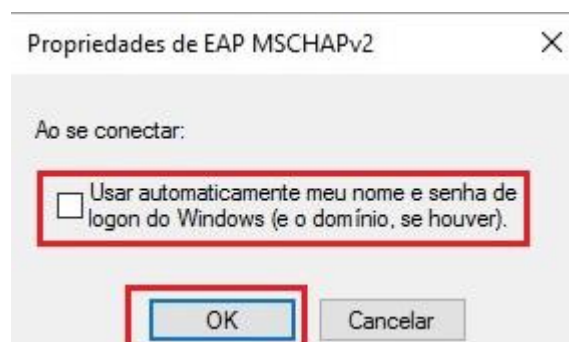 Propriedades de EAP MSCHAPv2
Ao se conectar:
Usar automaticamente meu nome e senha de
logon do Windows (e o domínio, se houver).
OK Cancelar